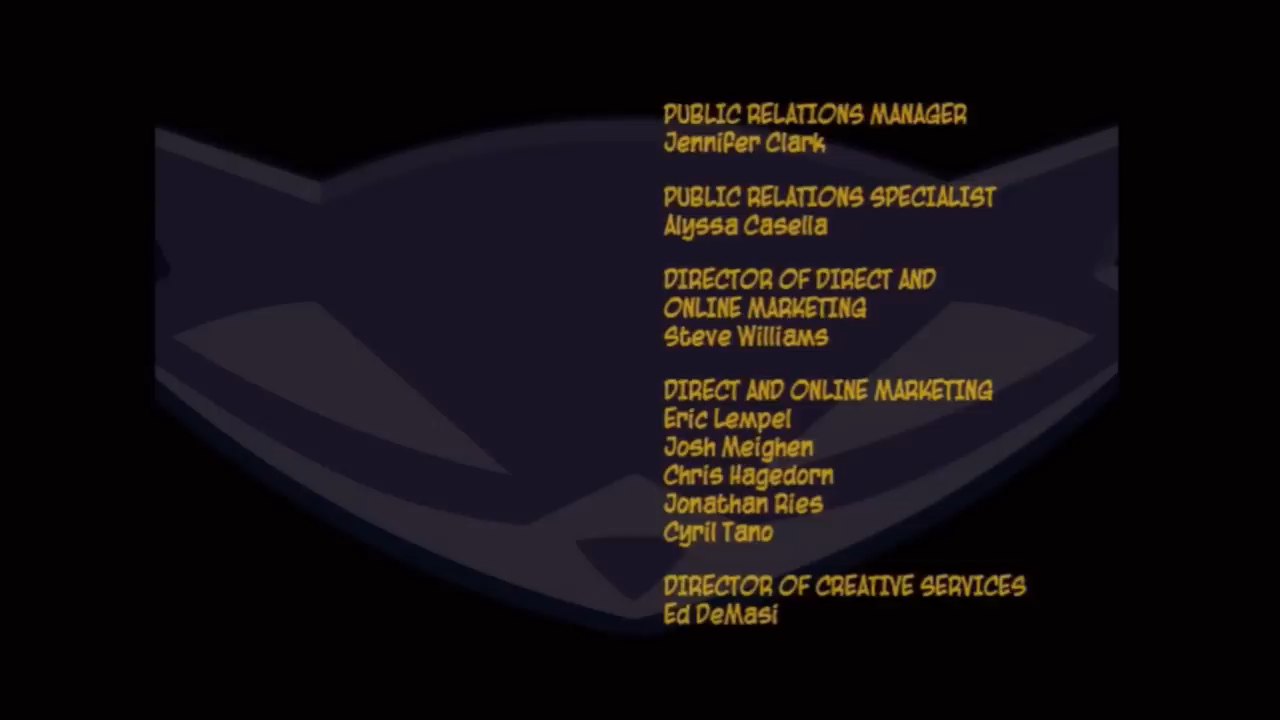 PUBLIC RELATIONS MANAGER
Jennifer Clark
PUBLIC RELATIONS SPECIALIST
Alyssa Casella
DIRECTOR OF DIRECT AND
ONLINE MARKETING
Steve Williams
DIRECT AND ONLINE MARKETING
Eric Lempel
Josh Meighen
Chris Hagedorn
Jonathan Ries
Cyril Tano
DIRECTOR OF CREATIVE SERVICES
Ed DeMasi